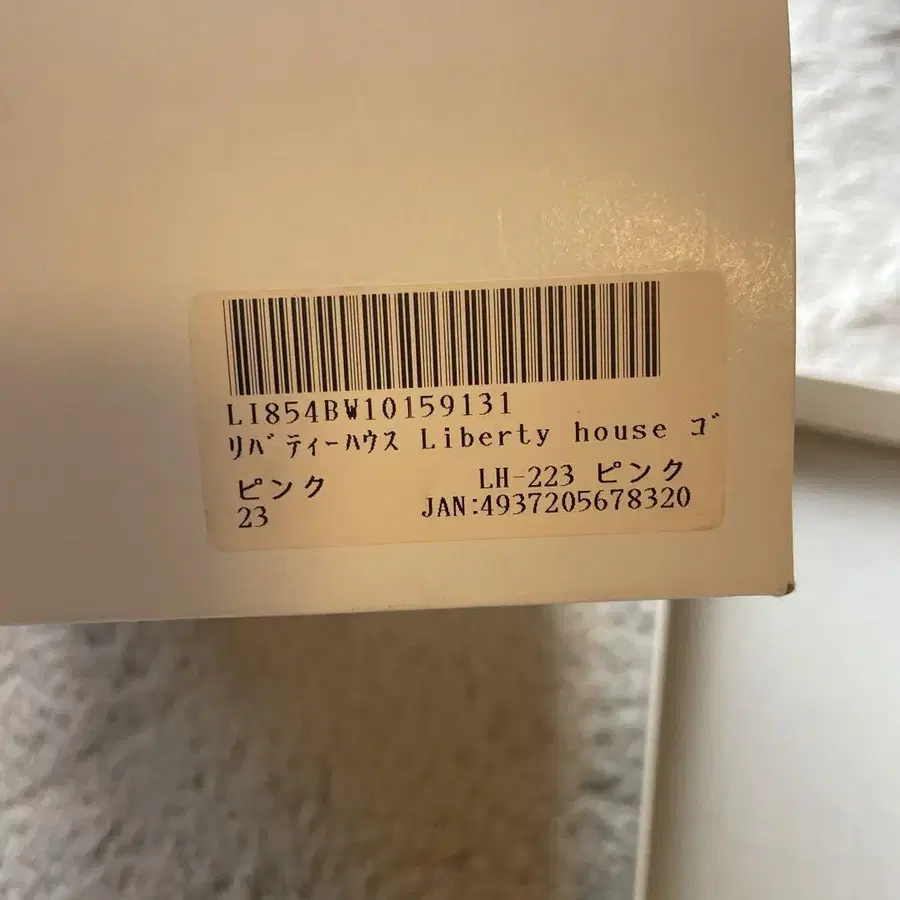 LI854BW10159131
ﾘﾊﾞﾃｨｰﾊｳｽ Liberty house ｺﾞ
ピンク LH-223 ピンク
23 JAN:4937205678320